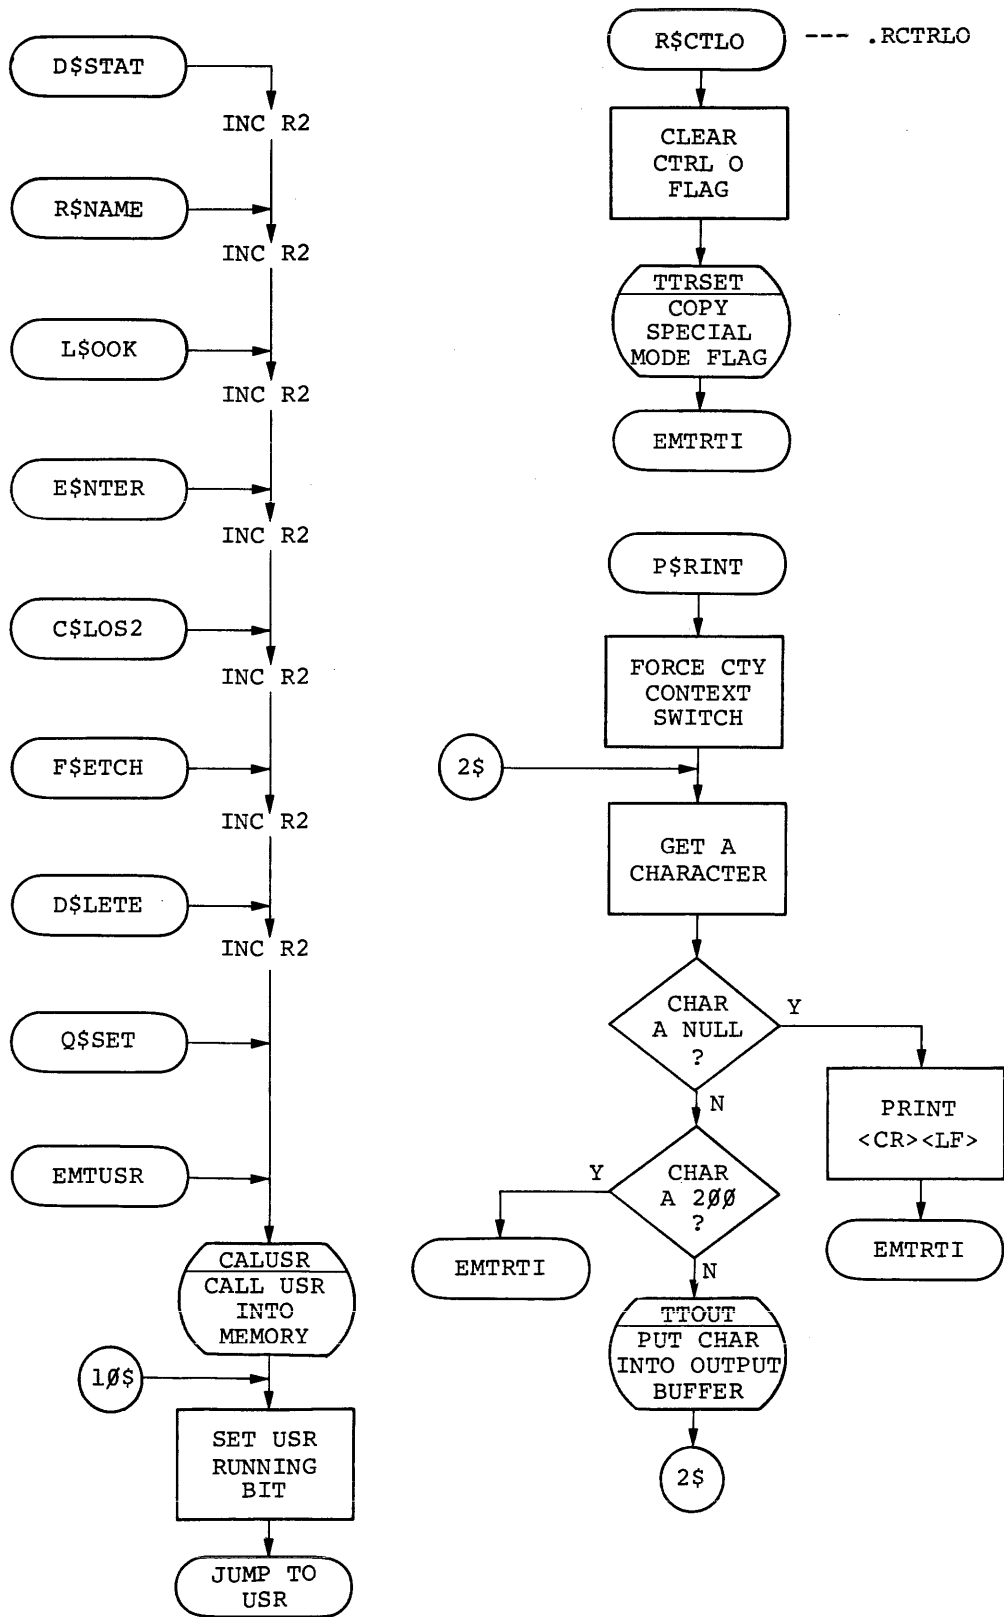 D$STAT
INC R2
R$NAME
INC R2
L$OOK
INC R2
E$NTER
INC R2
C$LOS2
INC R2
F$ETCH
INC R2
D$LETE
INC R2
Q$SET
EMTUSR
CALUSR
CALL USR
INTO
MEMORY
1Ø$
SET USR
RUNNING
BIT
JUMP TO
USR
R$CTLO --- .RCTRLO
CLEAR
CTRL O
FLAG
TTRSET
COPY
SPECIAL
MODE FLAG
EMTRTI
P$RINT
FORCE CTY
CONTEXT
SWITCH
2$
GET A
CHARACTER
CHAR
A NULL
?
Y
PRINT
<CR><LF>
EMTRTI
N
CHAR
A 2ØØ
?
Y
EMTRTI
N
TTOUT
PUT CHAR
INTO OUTPUT
BUFFER
2$